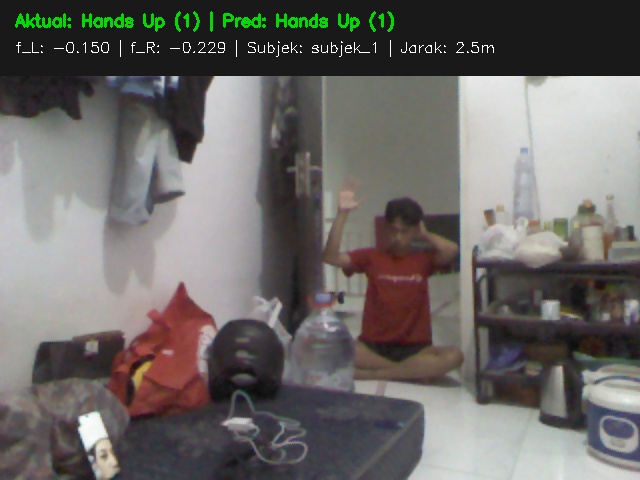 Aktual: Hands Up (1) | Pred: Hands Up (1)
f_L: -0.150 | f_R: -0.229 | Subjek: subjek_1 | Jarak: 2.5m